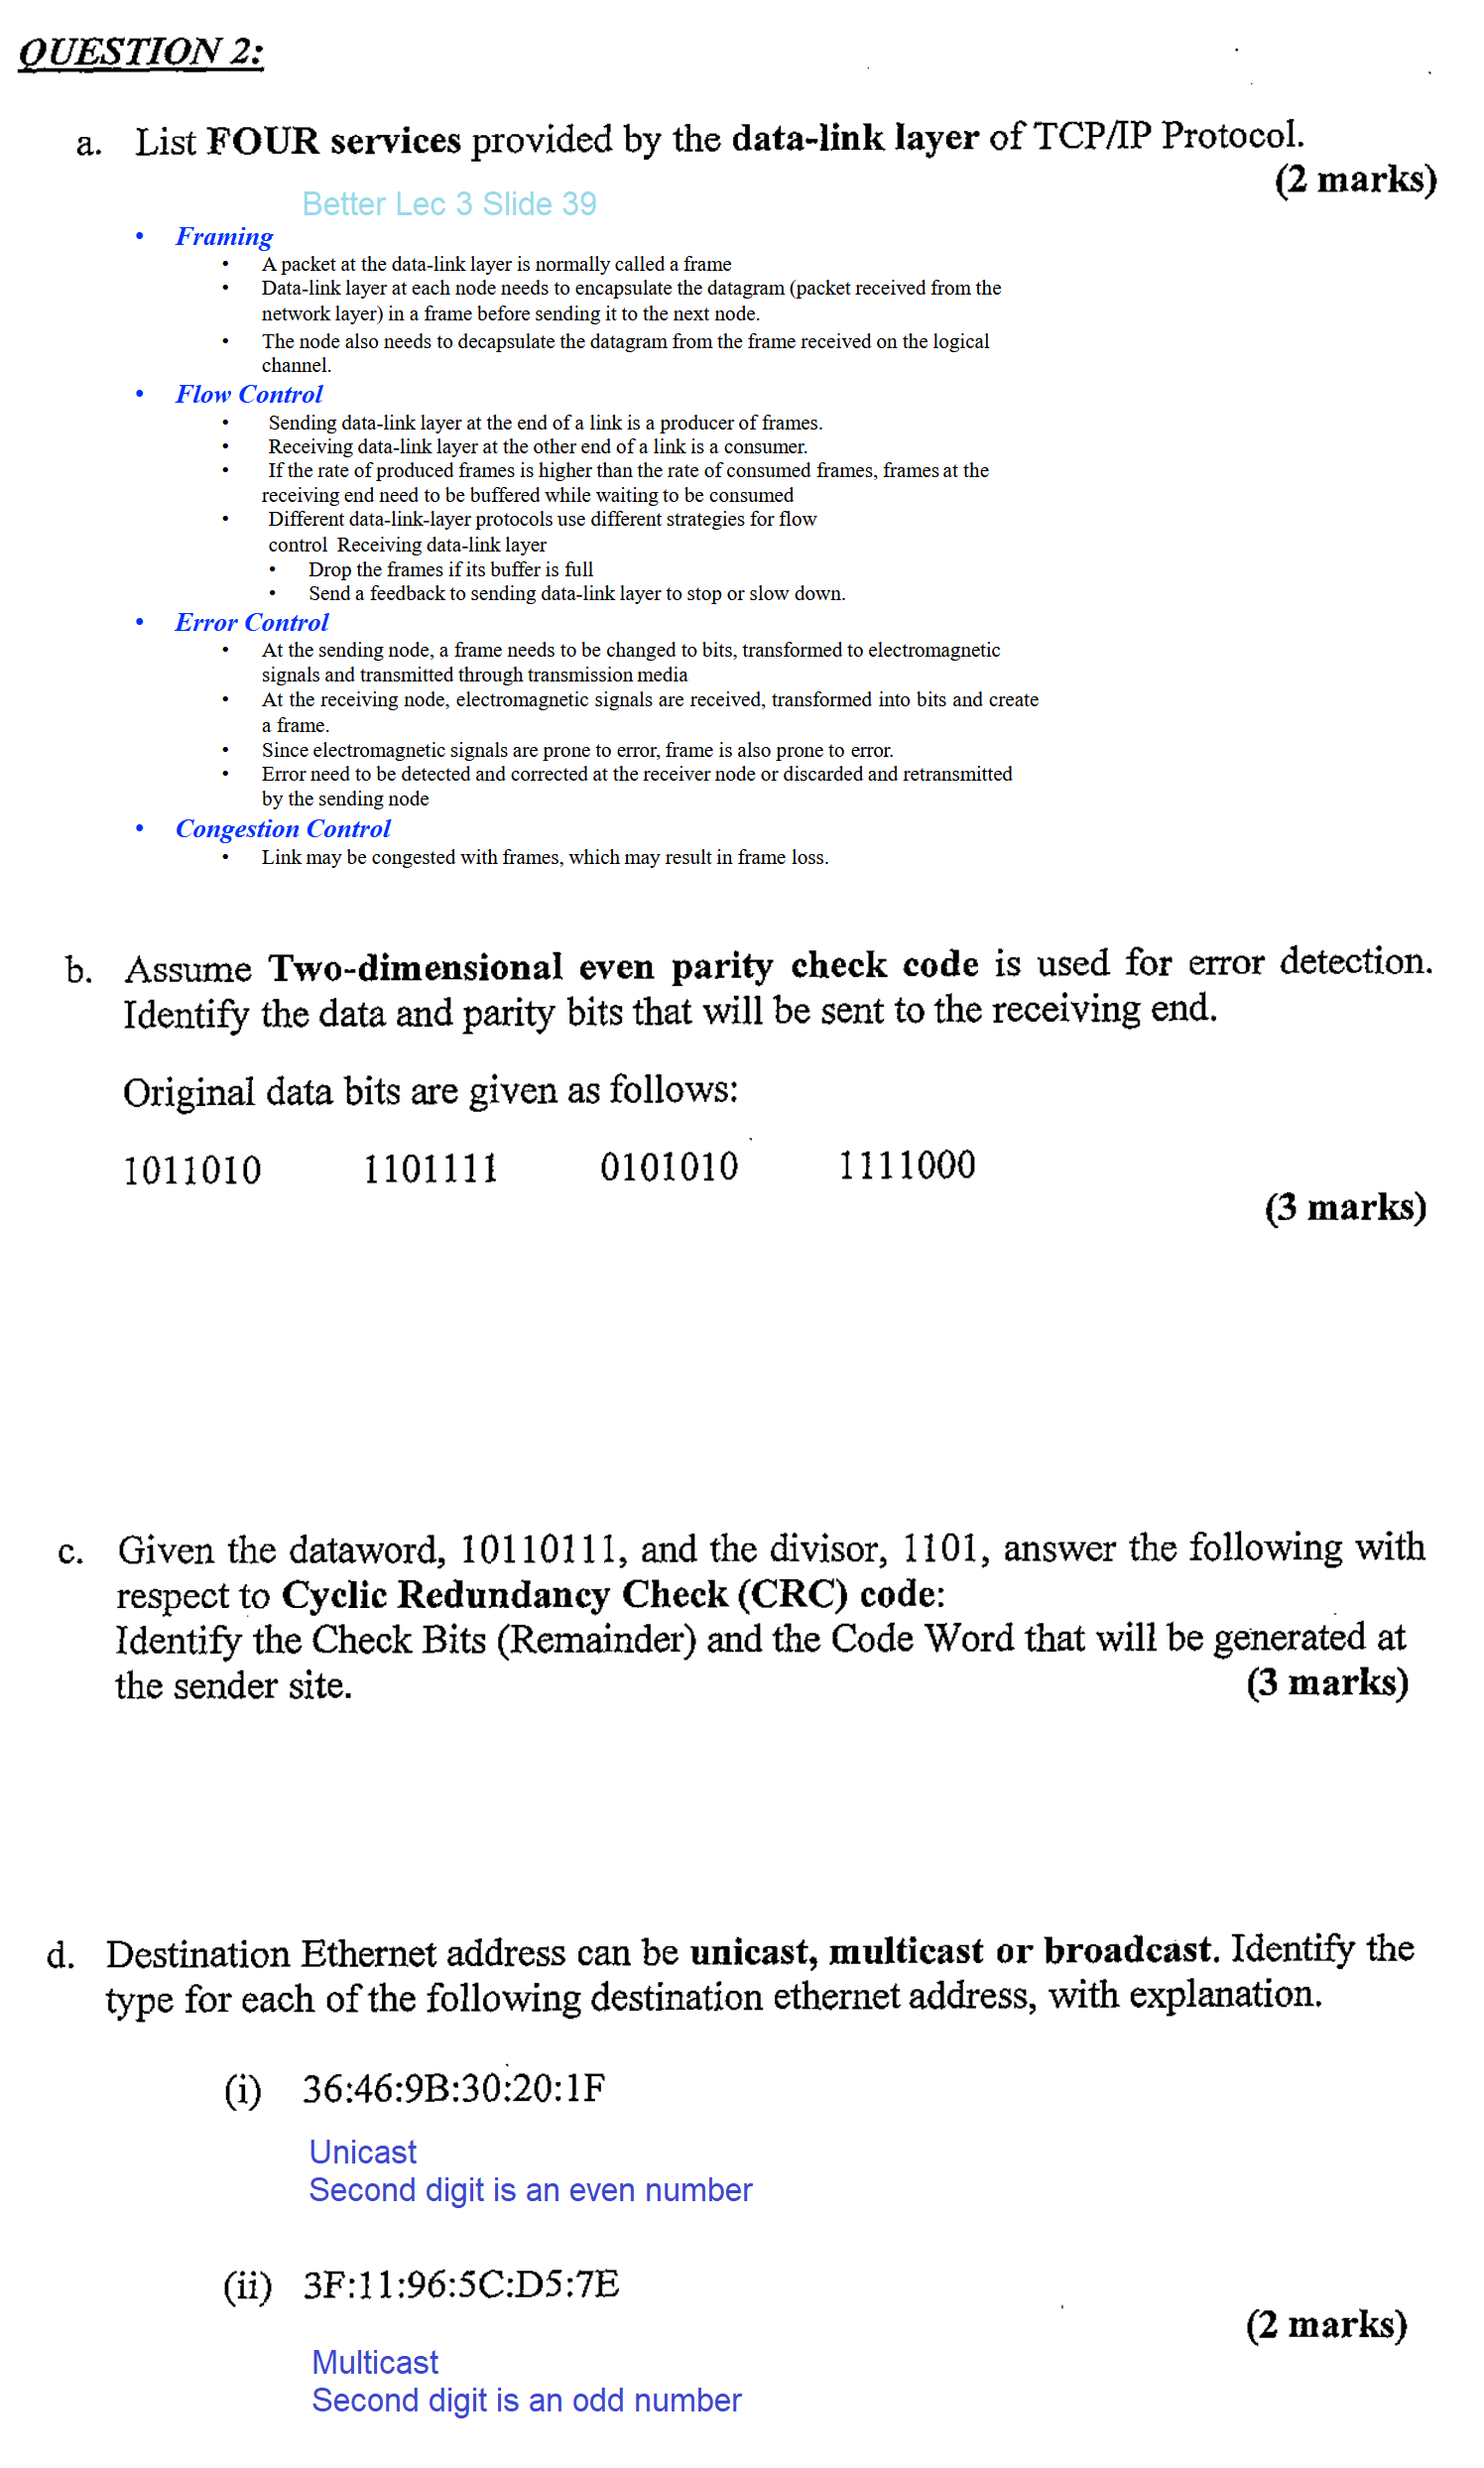 QUESTION 2:
a. List FOUR services provided by the data-link layer of TCP/IP Protocol.
(2 marks)
Better Lec 3 Slide 39
• Framing
• A packet at the data-link layer is normally called a frame
• Data-link layer at each node needs to encapsulate the datagram (packet received from the
network layer) in a frame before sending it to the next node.
• The node also needs to decapsulate the datagram from the frame received on the logical
channel.
• Flow Control
• Sending data-link layer at the end of a link is a producer of frames.
• Receiving data-link layer at the other end of a link is a consumer.
• If the rate of produced frames is higher than the rate of consumed frames, frames at the
receiving end need to be buffered while waiting to be consumed
• Different data-link-layer protocols use different strategies for flow
control Receiving data-link layer
• Drop the frames if its buffer is full
• Send a feedback to sending data-link layer to stop or slow down.
• Error Control
• At the sending node, a frame needs to be changed to bits, transformed to electromagnetic
signals and transmitted through transmission media
• At the receiving node, electromagnetic signals are received, transformed into bits and create
a frame.
• Since electromagnetic signals are prone to error, frame is also prone to error.
• Error need to be detected and corrected at the receiver node or discarded and retransmitted
by the sending node
• Congestion Control
• Link may be congested with frames, which may result in frame loss.
b. Assume Two-dimensional even parity check code is used for error detection.
Identify the data and parity bits that will be sent to the receiving end.
Original data bits are given as follows:
1011010 1101111 0101010 1111000
(3 marks)
c. Given the dataword, 10110111, and the divisor, 1101, answer the following with
respect to Cyclic Redundancy Check (CRC) code:
Identify the Check Bits (Remainder) and the Code Word that will be generated at
the sender site. (3 marks)
d. Destination Ethernet address can be unicast, multicast or broadcast. Identify the
type for each of the following destination ethernet address, with explanation.
(i) 36:46:9B:30:20:1F
Unicast
Second digit is an even number
(ii) 3F:11:96:5C:D5:7E
(2 marks)
Multicast
Second digit is an odd number